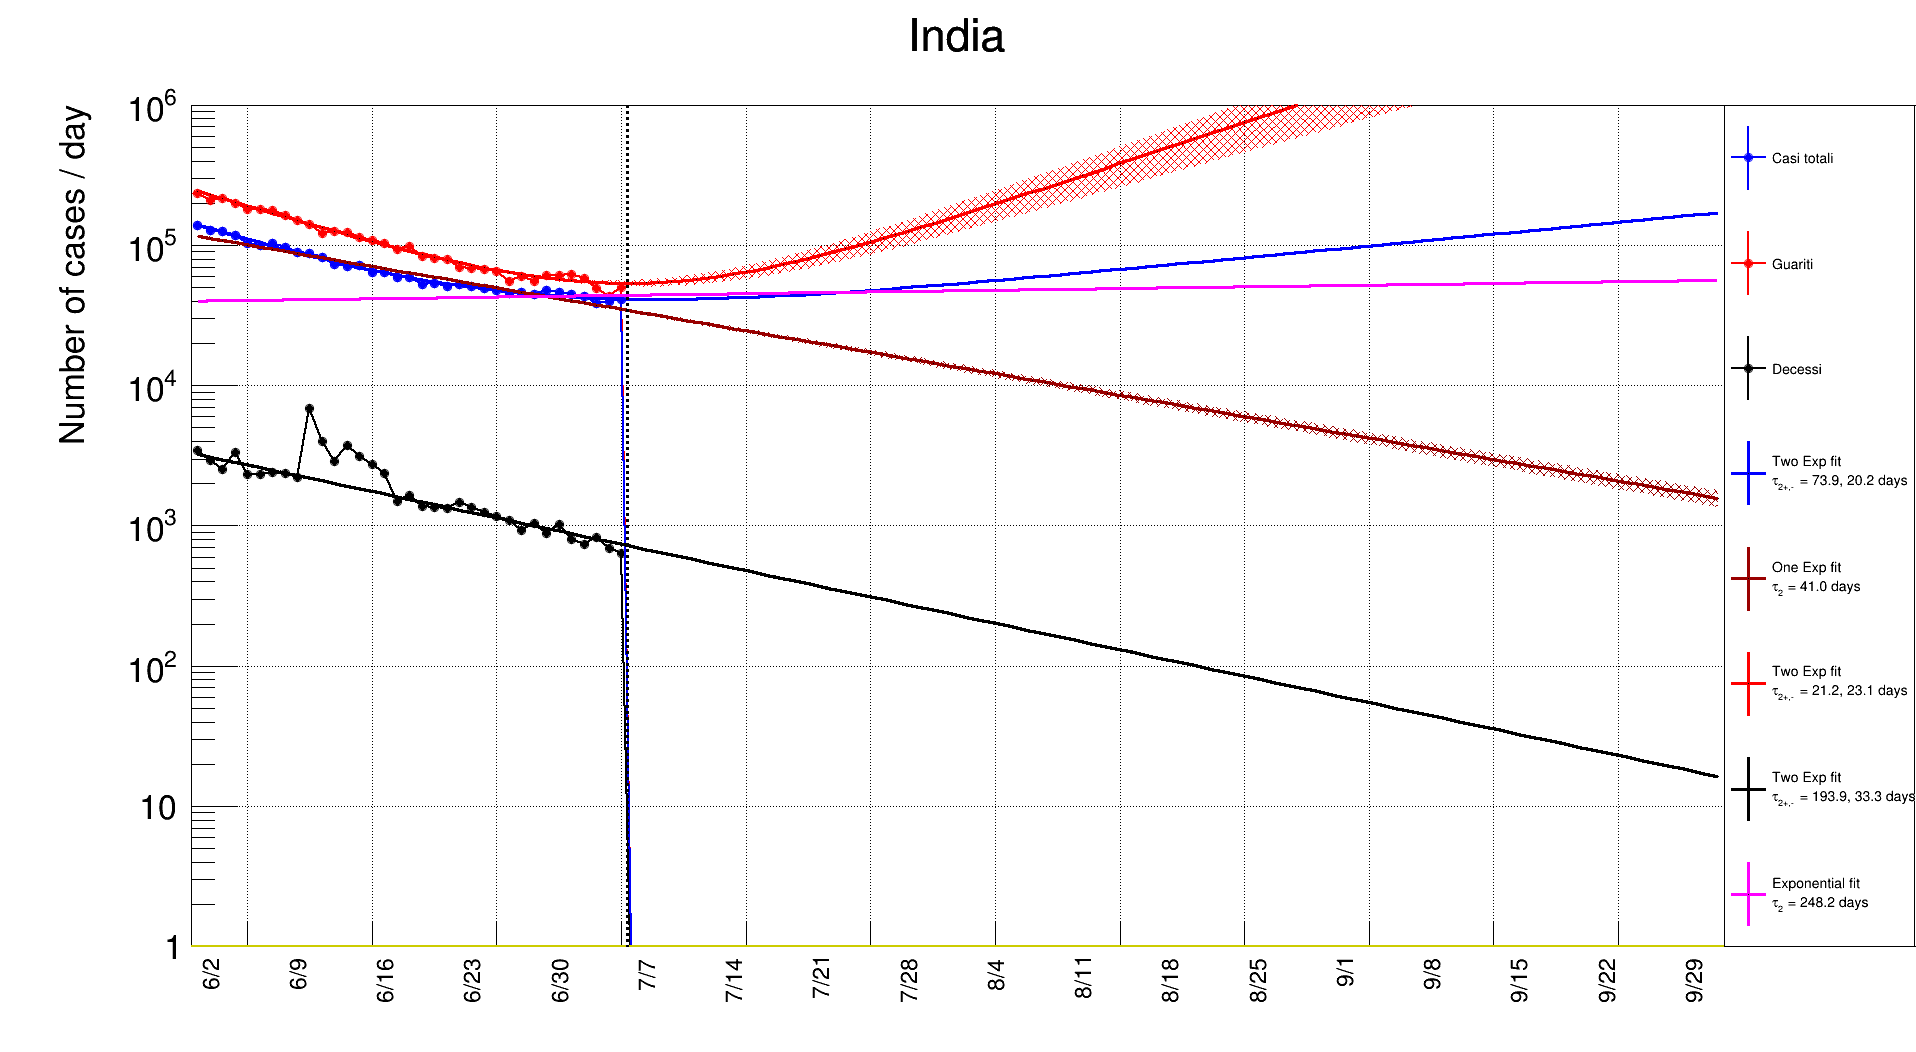 India
Number of cases / day
10^6
10^5
10^4
10^3
10^2
10
1
6/2 6/9 6/16 6/23 6/30 7/7 7/14 7/21 7/28 8/4 8/11 8/18 8/25 9/1 9/8 9/15 9/22 9/29
Casi totali
Guariti
Decessi
Two Exp fit
τ2+,- = 73.9, 20.2 days
One Exp fit
τ2 = 41.0 days
Two Exp fit
τ2+,- = 21.2, 23.1 days
Two Exp fit
τ2+,- = 193.9, 33.3 days
Exponential fit
τ2 = 248.2 days